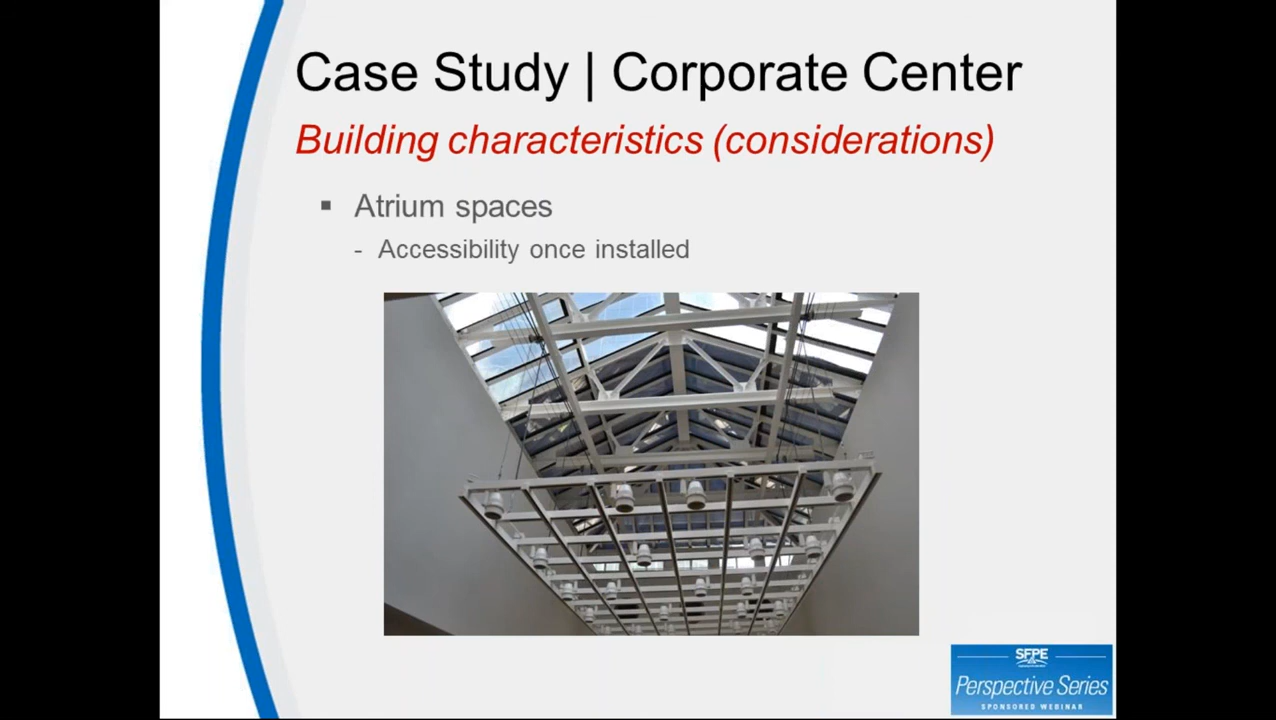 Case Study | Corporate Center
Building characteristics (considerations)
▪ Atrium spaces
- Accessibility once installed
SFPE
Perspective Series
SPONSORED WEBINAR